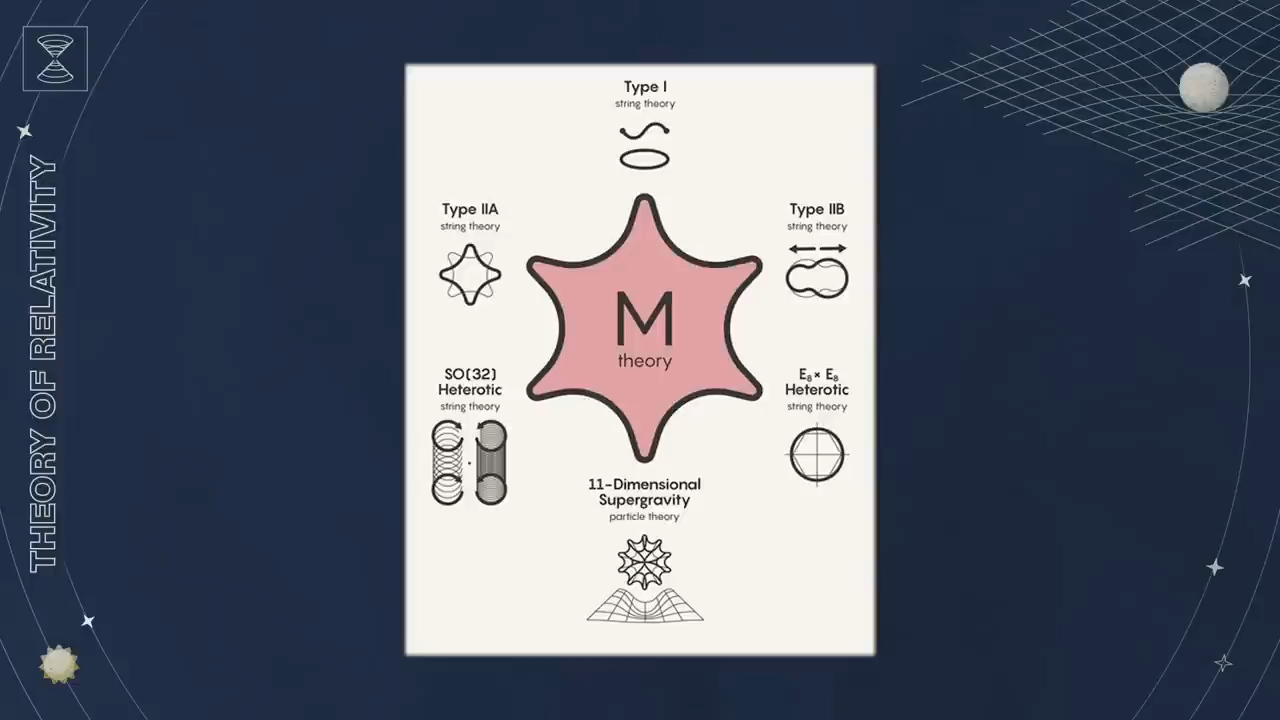 THEORY OF RELATIVITY
Type I
string theory
Type IIA
string theory
Type IIB
string theory
M
theory
SO(32)
Heterotic
string theory
E₈× E₈
Heterotic
string theory
11-Dimensional
Supergravity
particle theory